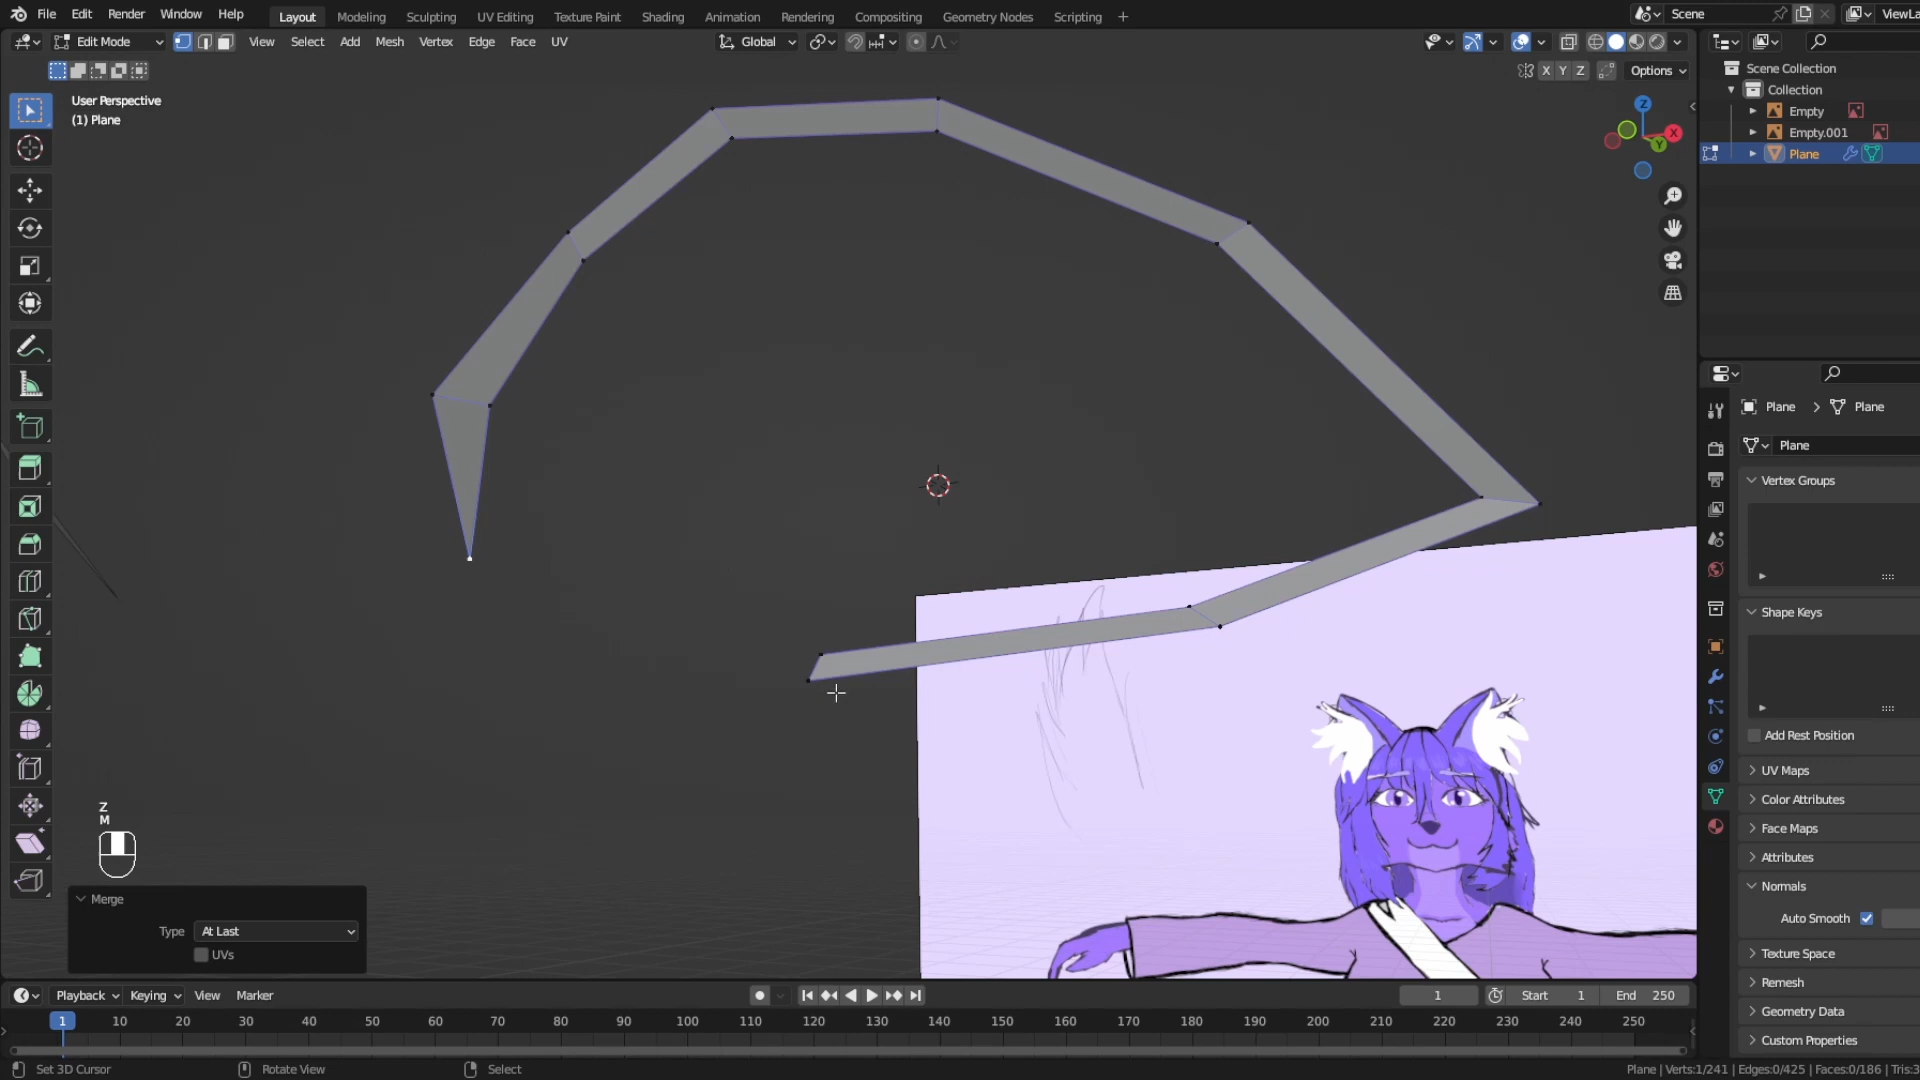 File Edit Render Window Help Layout Modeling Sculpting UV Editing Texture Paint Shading Animation Rendering Compositing Geometry Nodes Scripting + Scene ViewLa
Edit Mode View Select Add Mesh Vertex Edge Face UV Global
X Y Z Options
User Perspective
(1) Plane
Z
X
Y
Scene Collection
Collection
Empty
Empty.001
Plane
Plane > Plane
Plane
Vertex Groups
Shape Keys
Add Rest Position
UV Maps
Color Attributes
Face Maps
Attributes
Normals
Auto Smooth
Texture Space
Remesh
Geometry Data
Custom Properties
Z
M
Merge
Type At Last
UVs
Playback Keying View Marker 1 Start 1 End 250
1 10 20 30 40 50 60 70 80 90 100 110 120 130 140 150 160 170 180 190 200 210 220 230 240 250
Set 3D Cursor Rotate View Select Plane | Verts:1/241 | Edges:0/425 | Faces:0/186 | Tris:3